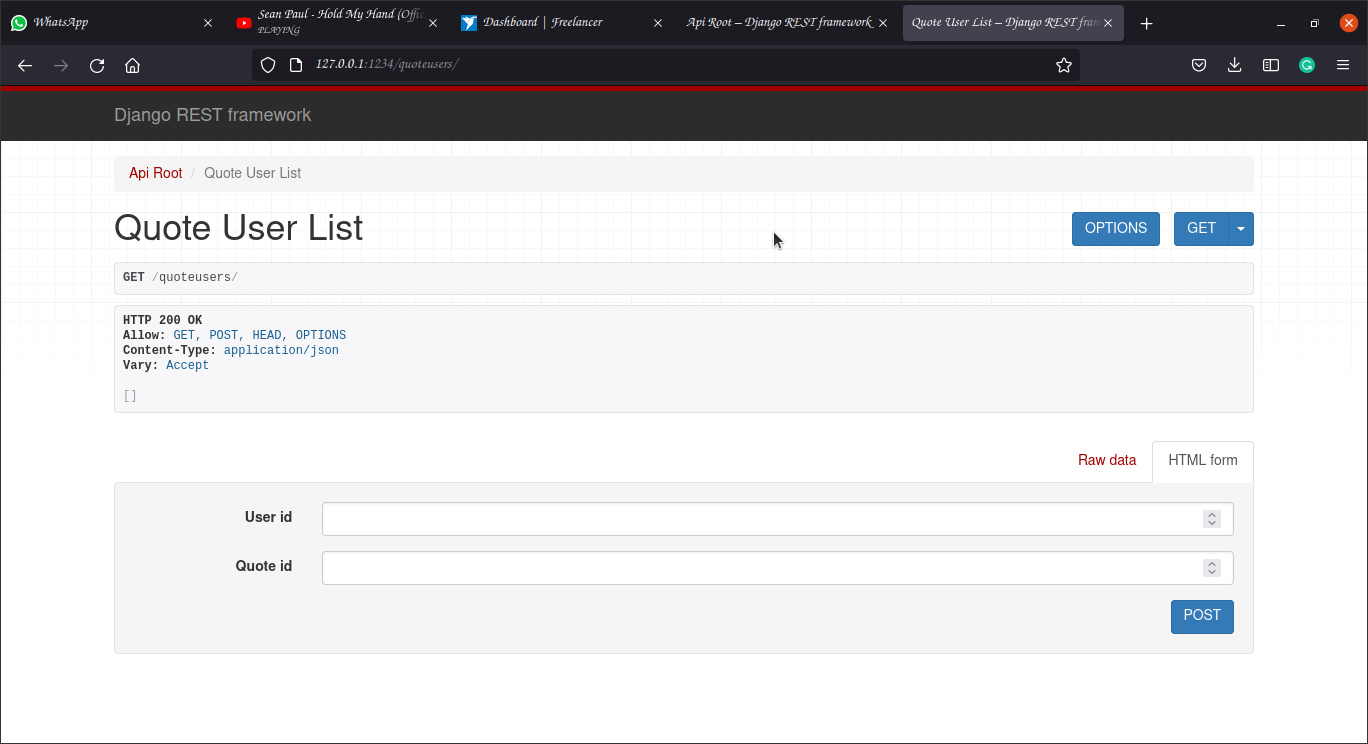 WhatsApp
Sean Paul - Hold My Hand (Offic
PLAYING
Dashboard | Freelancer
Api Root – Django REST framework
Quote User List – Django REST fram
127.0.0.1:1234/quoteusers/
Django REST framework
Api Root / Quote User List
Quote User List
OPTIONS
GET
GET /quoteusers/
HTTP 200 OK
Allow: GET, POST, HEAD, OPTIONS
Content-Type: application/json
Vary: Accept
[]
Raw data
HTML form
User id
Quote id
POST